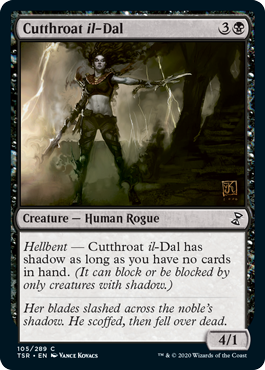 Cutthroat il-Dal 3
Creature — Human Rogue
Hellbent — Cutthroat il-Dal has
shadow as long as you have no cards
in hand. (It can block or be blocked by
only creatures with shadow.)
Her blades slashed across the noble's
shadow. He scoffed, then fell over dead.
4/1
105/289 C
TSR • EN VANCE KOVACS
™ & © 2020 Wizards of the Coast